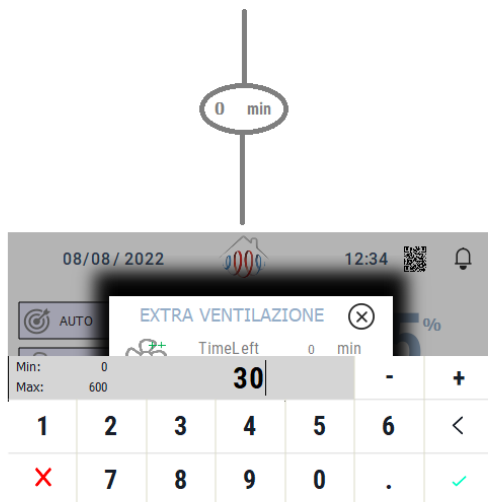 0 min
08/08/2022 12:34
AUTO EXTRA VENTILAZIONE %
TimeLeft 0 min
Min: 0
Max: 600
30 - +
1 2 3 4 5 6 <
7 8 9 0 .